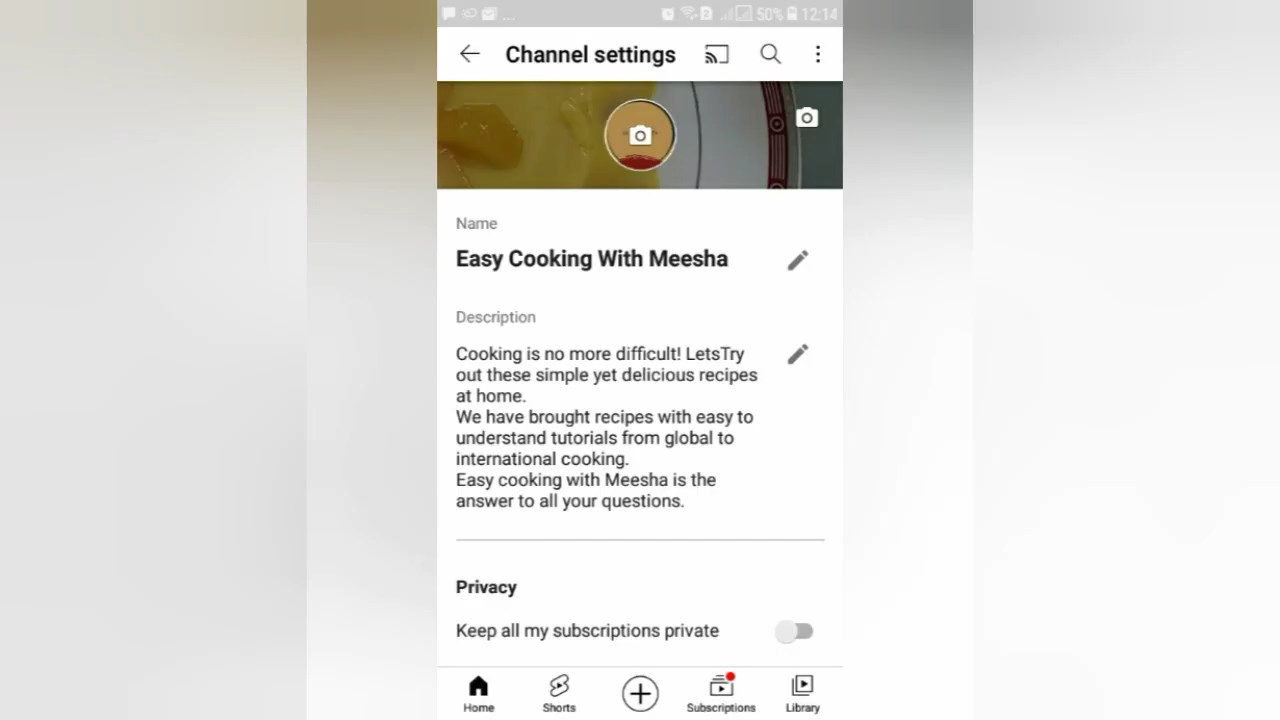 ... 50% 12:14
Channel settings
Name
Easy Cooking With Meesha
Description
Cooking is no more difficult! LetsTry
out these simple yet delicious recipes
at home.
We have brought recipes with easy to
understand tutorials from global to
international cooking.
Easy cooking with Meesha is the
answer to all your questions.
Privacy
Keep all my subscriptions private
Home Shorts Subscriptions Library